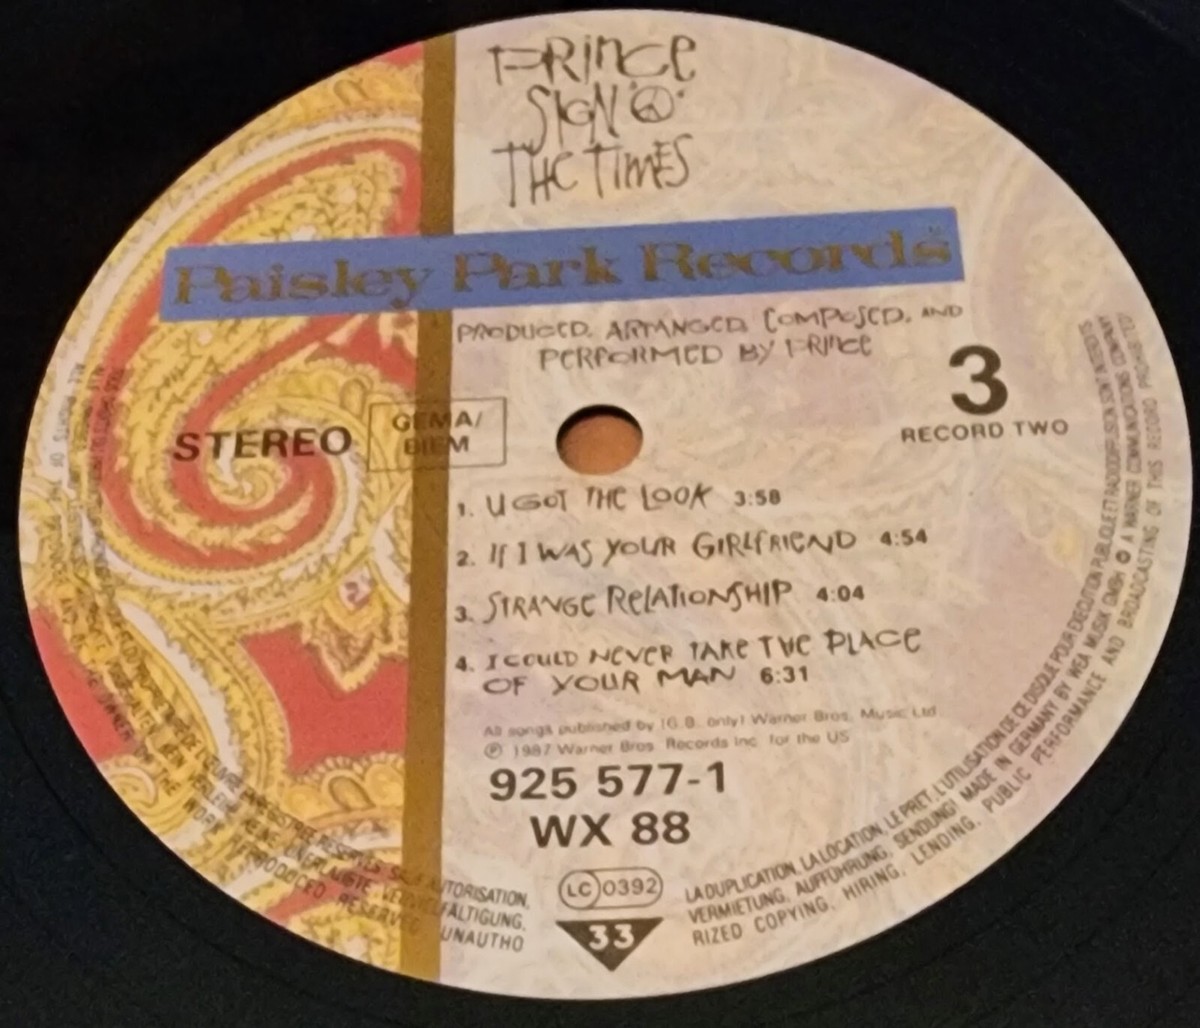 PRINCE
SIGN "☮"
THE TIMES
Paisley Park Records
PRODUCED, ARRANGED, COMPOSED, AND
PERFORMED BY PRINCE
3
RECORD TWO
STEREO
GEMA/
BIEM
1. U GOT THE LOOK 3:58
2. IF I WAS YOUR GIRLFRIEND 4:54
3. STRANGE RELATIONSHIP 4:04
4. I COULD NEVER TAKE THE PLACE
OF YOUR MAN 6:31
All songs published by (G.B. only) Warner Bros. Music Ltd
℗ 1987 Warner Bros. Records Inc. for the US
925 577-1
WX 88
LC 0392
33
AUTORISATION,
LA DUPLICATION, LA LOCATION, LE PRET, L'UTILISATION DE CE DISQUE POUR D'EXECUTION PUBLIQUE ET RADIODIFFUSION SONT INTERDITS
VERMIETUNG, AUFFÜHRUNG, SENDUNG! MADE IN GERMANY BY WEA MUSIK GMBH A WARNER COMMUNICATIONS COMPANY
WORK REPRODUCED RESERVED UNAUTHO
RIZED COPYING, HIRING, LENDING, PUBLIC PERFORMANCE AND BROADCASTING OF THIS RECORD PROHIBITED